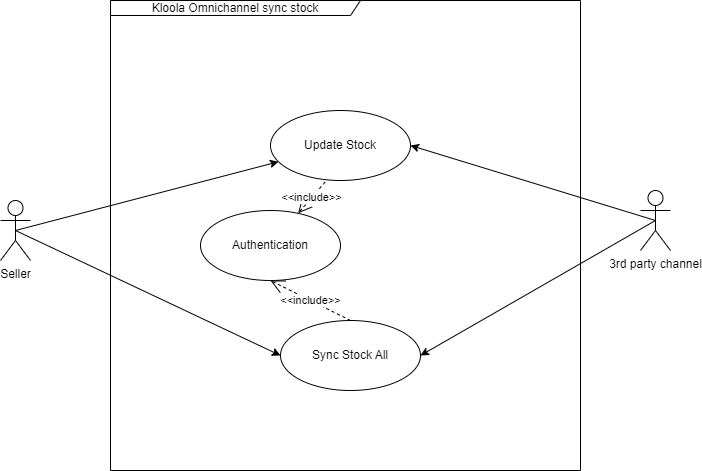 Kloola Omnichannel sync stock
Update Stock
<<include>>
Authentication
Seller
3rd party channel
<<include>>
Sync Stock All